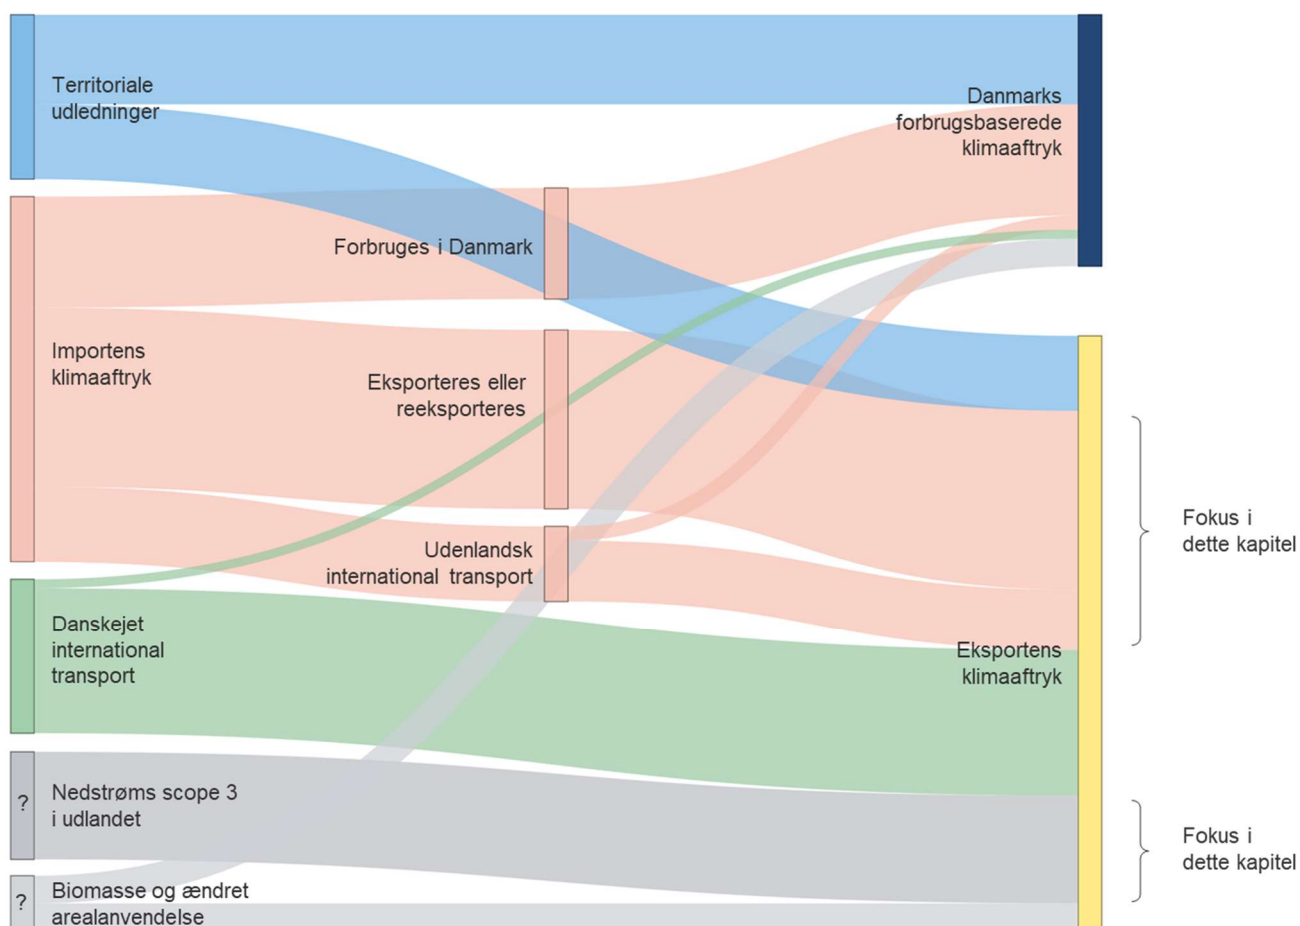 Territoriale
udledninger
Danmarks
forbrugsbaserede
klimaaftryk
Forbruges i Danmark
Importens
klimaaftryk
Eksporteres eller
reeksporteres
Fokus i
dette kapitel
Udenlandsk
international transport
Danskejet
international
transport
Eksportens
klimaaftryk
?
Nedstrøms scope 3
i udlandet
Fokus i
dette kapitel
?
Biomasse og ændret
arealanvendelse